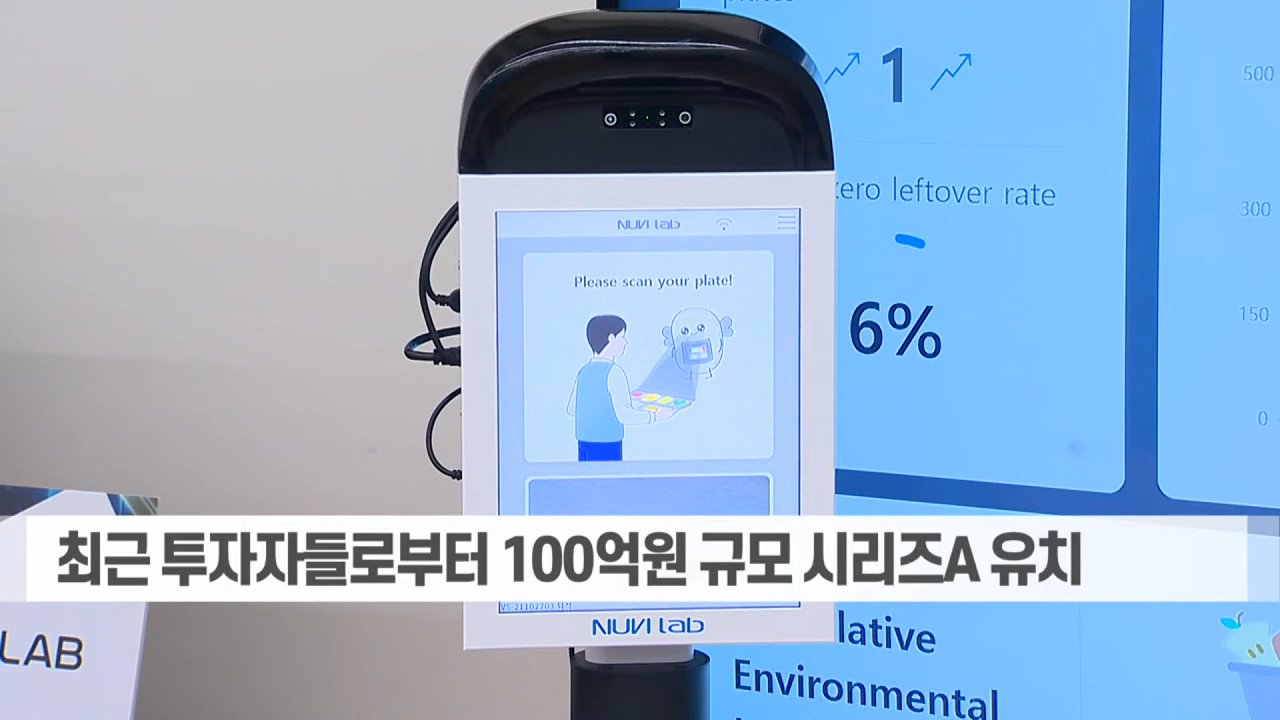 1
500
zero leftover rate
300
6%
150
0
NUVI Lab
Please scan your plate!
최근 투자자들로부터 100억원 규모 시리즈A 유치
NUVI Lab
LAB
lative
Environmental